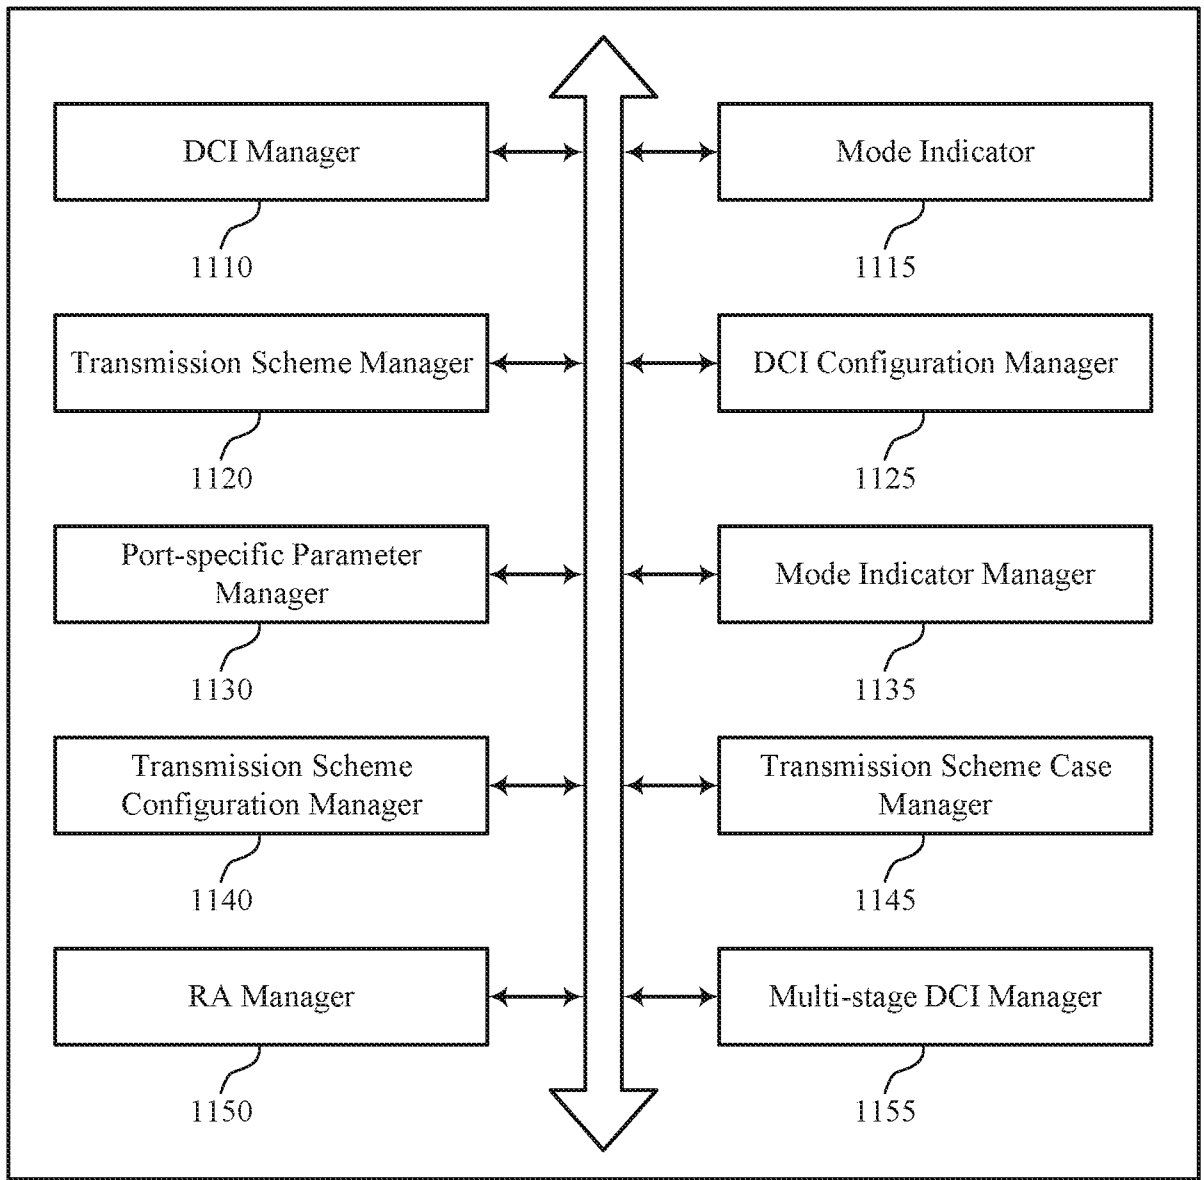 DCI Manager
1110
Mode Indicator
1115
Transmission Scheme Manager
1120
DCI Configuration Manager
1125
Port-specific Parameter
Manager
1130
Mode Indicator Manager
1135
Transmission Scheme
Configuration Manager
1140
Transmission Scheme Case
Manager
1145
RA Manager
1150
Multi-stage DCI Manager
1155